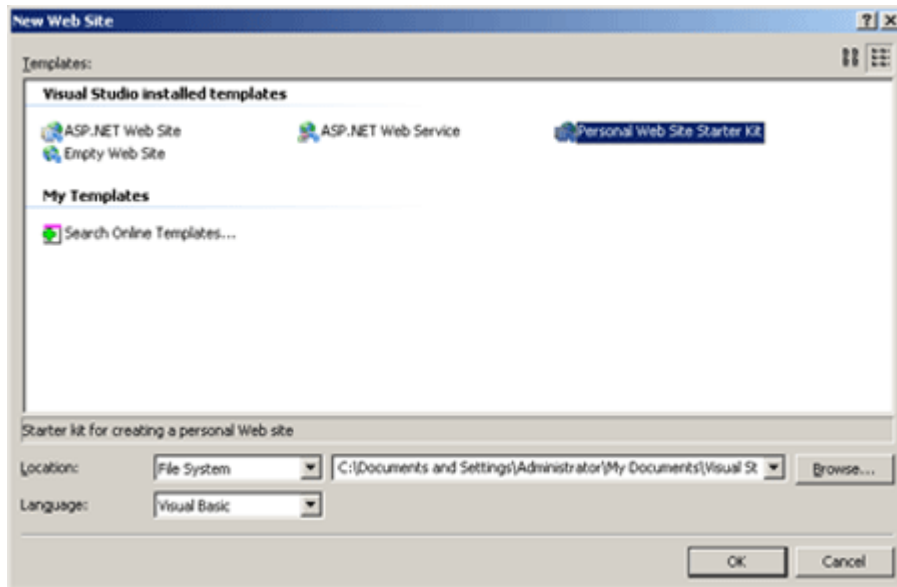 New Web Site
Templates:
Visual Studio installed templates
ASP.NET Web Site ASP.NET Web Service Personal Web Site Starter Kit
Empty Web Site
My Templates
Search Online Templates...
Starter kit for creating a personal Web site
Location: File System C:\Documents and Settings\Administrator\My Documents\Visual St Browse...
Language: Visual Basic
OK Cancel